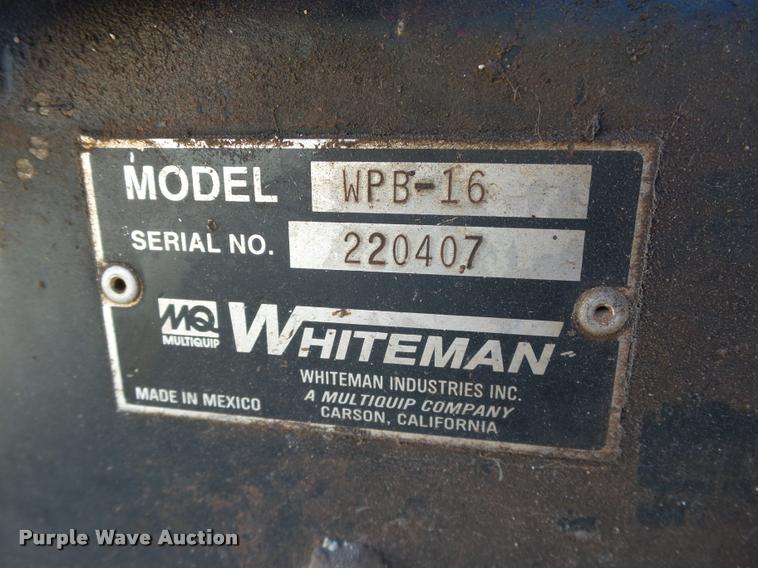 MODEL WPB-16
SERIAL NO. 220407
MQ
MULTIQUIP
WHITEMAN
WHITEMAN INDUSTRIES INC.
A MULTIQUIP COMPANY
CARSON, CALIFORNIA
MADE IN MEXICO
Purple Wave Auction